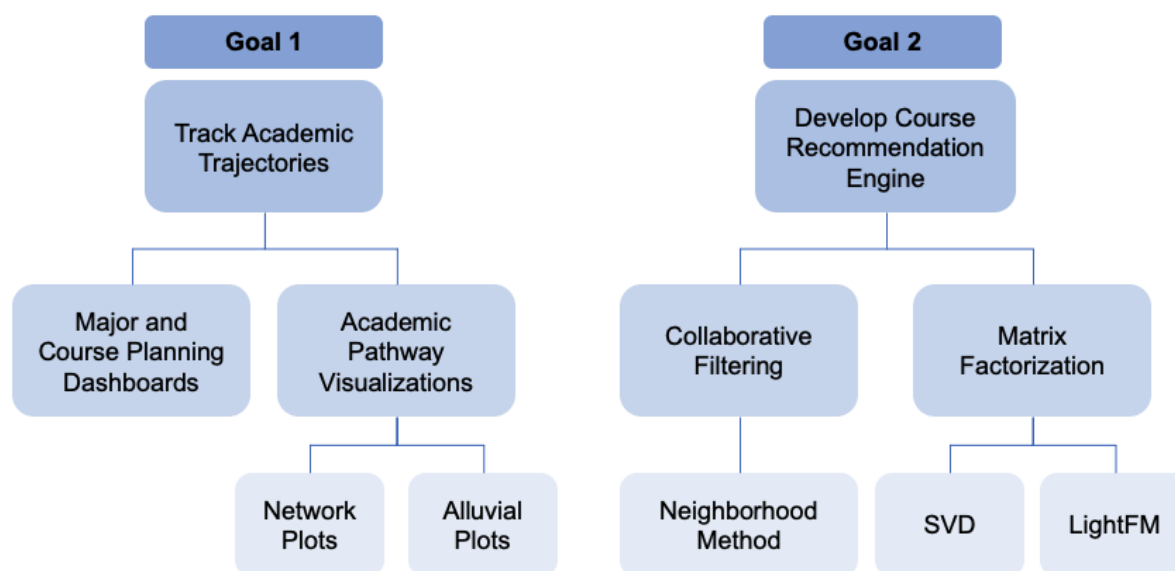 Goal 1
Goal 2
Track Academic
Trajectories
Develop Course
Recommendation
Engine
Major and
Course Planning
Dashboards
Academic
Pathway
Visualizations
Collaborative
Filtering
Matrix
Factorization
Network
Plots
Alluvial
Plots
Neighborhood
Method
SVD
LightFM